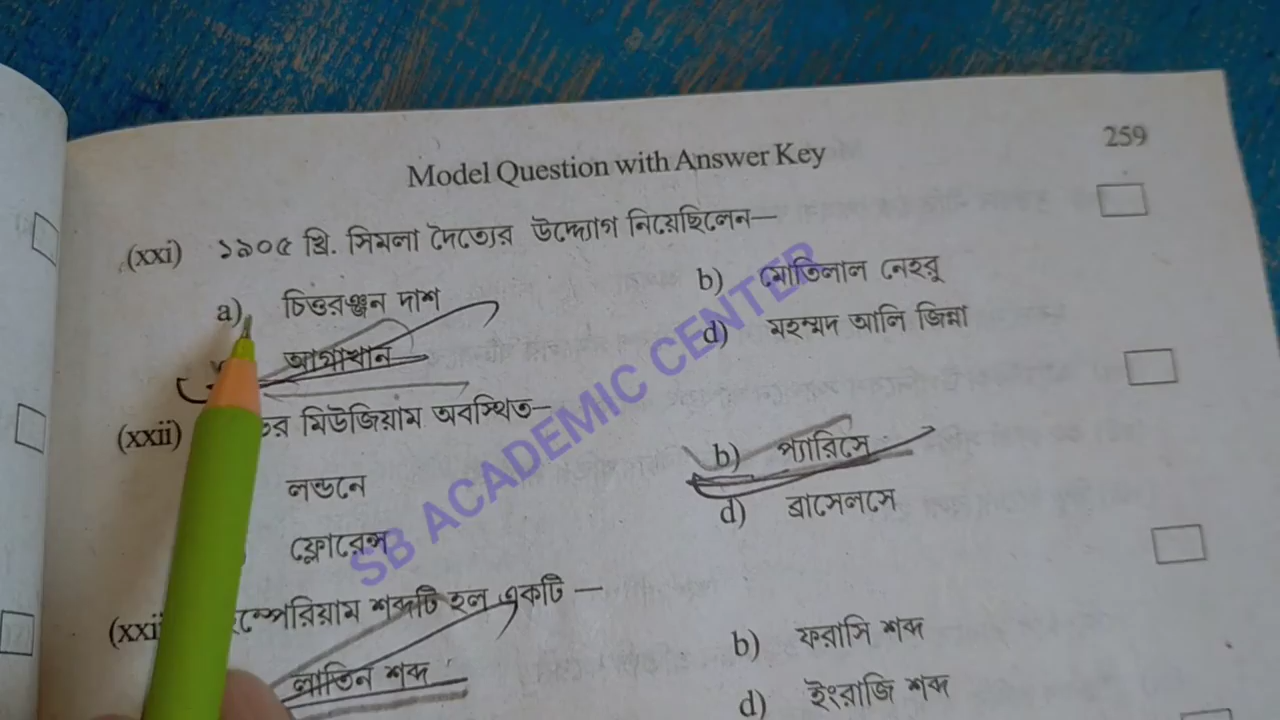 259
Model Question with Answer Key
(xxi) ১৯০৫ খ্রি. সিমলা দৈত্যের উদ্দ্যোগ নিয়েছিলেন—
a) চিত্তরঞ্জন দাশ b) মোতিলাল নেহরু
আগাখান d) মহম্মদ আলি জিন্না
(xxii) মিউজিয়াম অবস্থিত—
লন্ডনে b) প্যারিসে
ফ্লোরেন্স d) ব্রাসেলসে
শব্দটি হল একটি —
লাতিন শব্দ b) ফরাসি শব্দ
d) ইংরাজি শব্দ
SB ACADEMIC CENTER